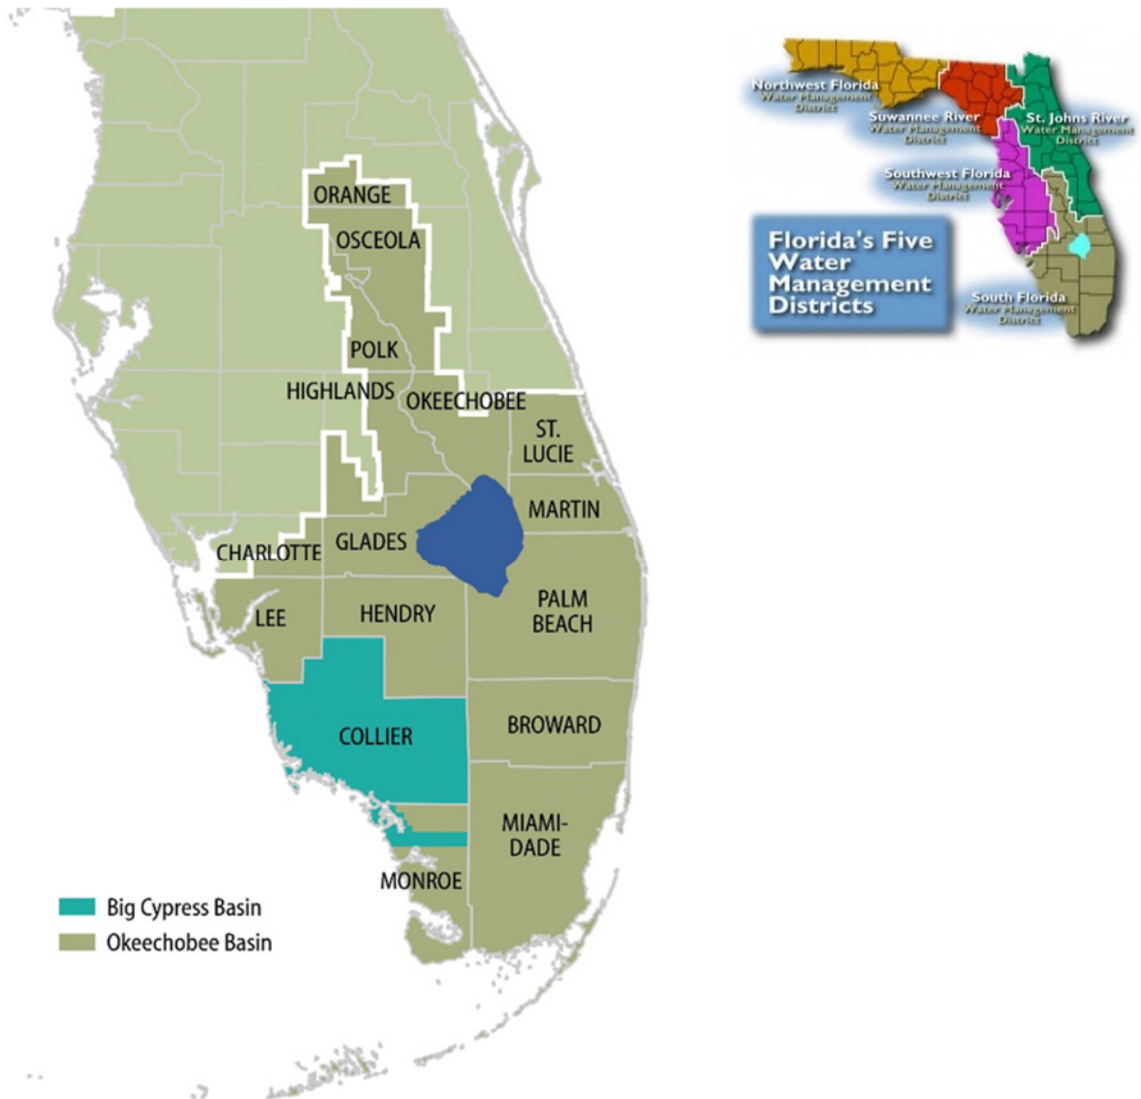 ORANGE
OSCEOLA
POLK
HIGHLANDS
OKEECHOBEE
ST.
LUCIE
MARTIN
CHARLOTTE
GLADES
LEE
HENDRY
PALM
BEACH
COLLIER
BROWARD
MIAMI-
DADE
MONROE
Big Cypress Basin
Okeechobee Basin
Northwest Florida
Water Management
District
Suwannee River
Water Management
District
St. Johns River
Water Management
District
Southwest Florida
Water Management
District
Florida's Five
Water
Management
Districts
South Florida
Water Management
District